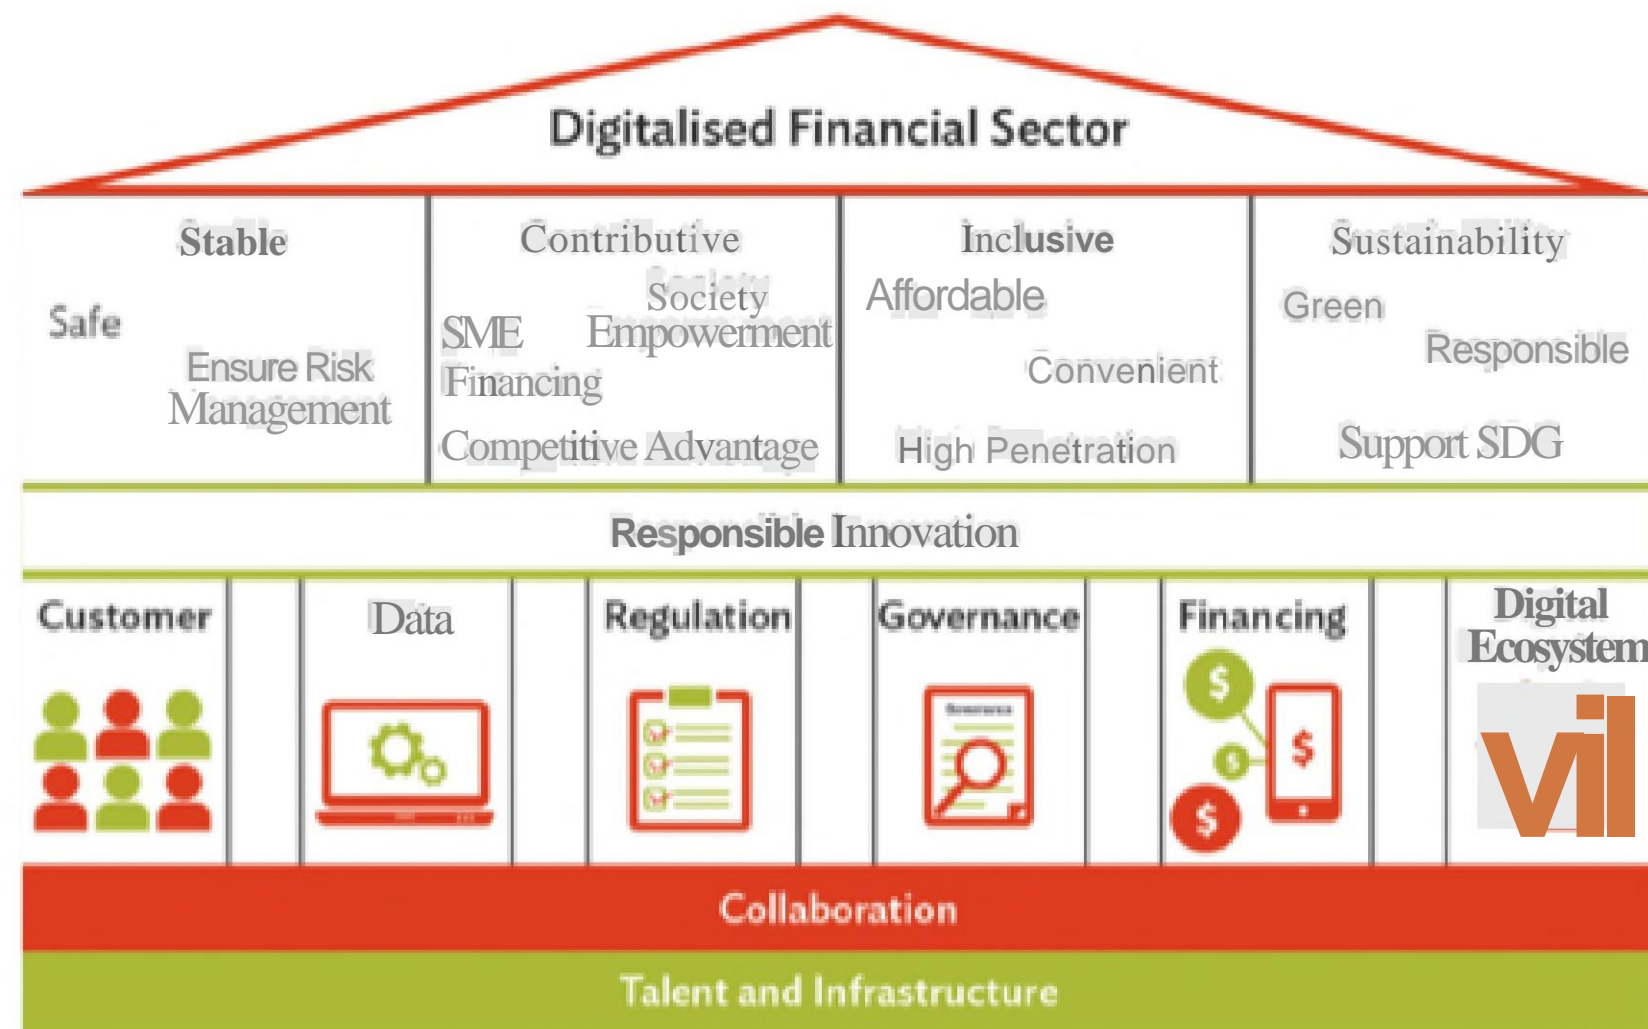 Digitalised Financial Sector
Stable
Safe
Ensure Risk
Management
Contributive
Society
Empowerment
SME
Financing
Competitive Advantage
Inclusive
Affordable
Convenient
High Penetration
Sustainability
Green
Responsible
Support SDG
Responsible Innovation
Customer
Data
Regulation
Governance
Governance
Financing
$
$
$
$
Digital
Ecosystem
vil
Collaboration
Talent and Infrastructure